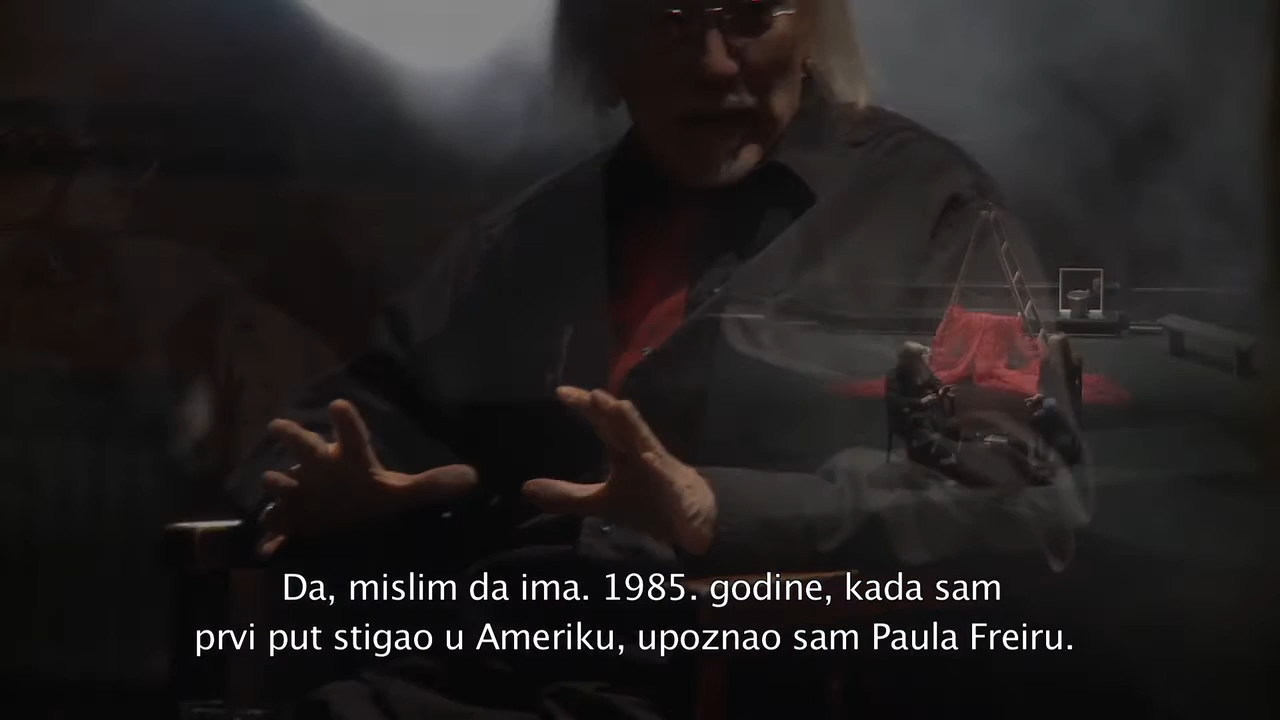 Da, mislim da ima. 1985. godine, kada sam
prvi put stigao u Ameriku, upoznao sam Paula Freiru.